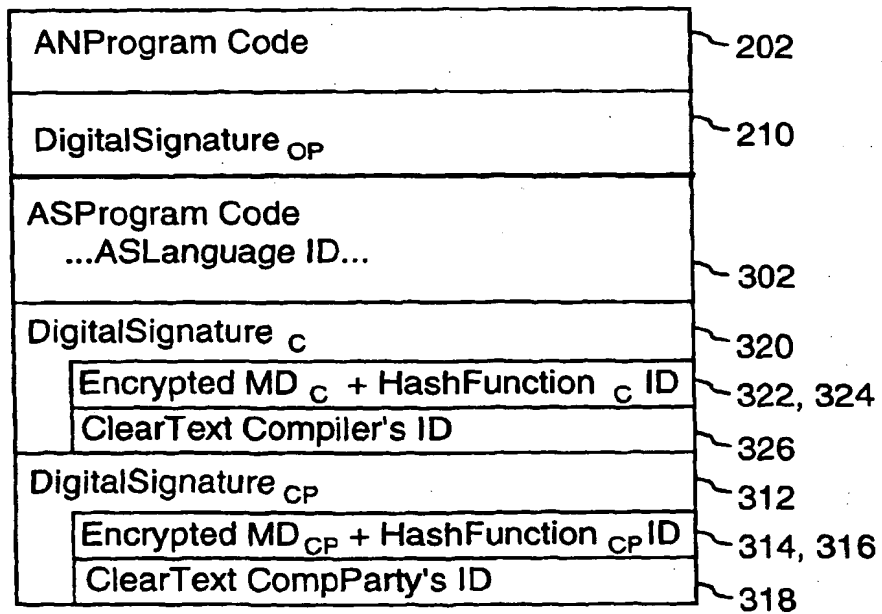 ANProgram Code 202
DigitalSignature OP 210
ASProgram Code
...ASLanguage ID... 302
DigitalSignature C 320
Encrypted MD C + HashFunction C ID 322, 324
ClearText Compiler's ID 326
DigitalSignature CP 312
Encrypted MD CP + HashFunction CP ID 314, 316
ClearText CompParty's ID 318